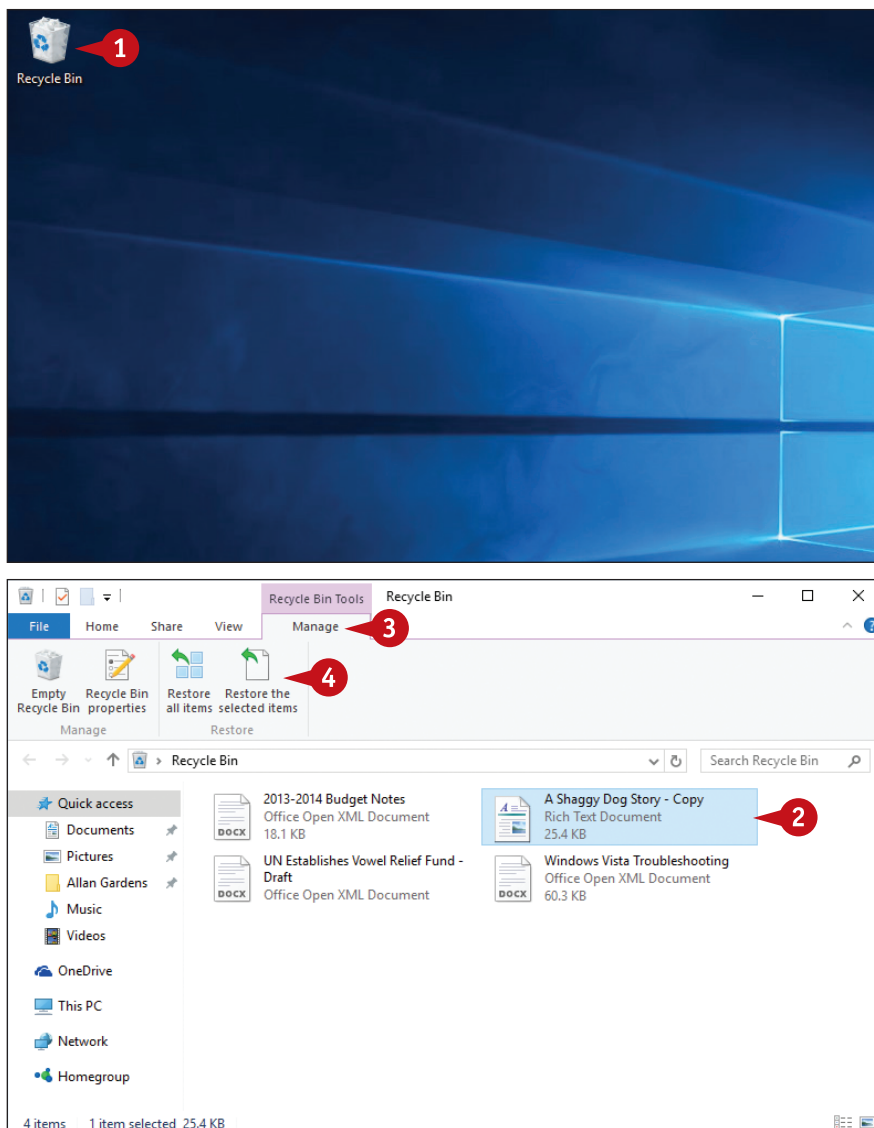 1
Recycle Bin
Recycle Bin Tools Recycle Bin
File Home Share View Manage 3
?
Empty Recycle Bin Restore Restore the
Recycle Bin properties all items selected items
4
Manage Restore
Recycle Bin
Search Recycle Bin
Quick access
Documents
Pictures
Allan Gardens
Music
Videos
OneDrive
This PC
Network
Homegroup
DOCX
2013-2014 Budget Notes
Office Open XML Document
18.1 KB
A
A Shaggy Dog Story - Copy
Rich Text Document
25.4 KB
2
DOCX
UN Establishes Vowel Relief Fund -
Draft
Office Open XML Document
DOCX
Windows Vista Troubleshooting
Office Open XML Document
60.3 KB
4 items 1 item selected 25.4 KB